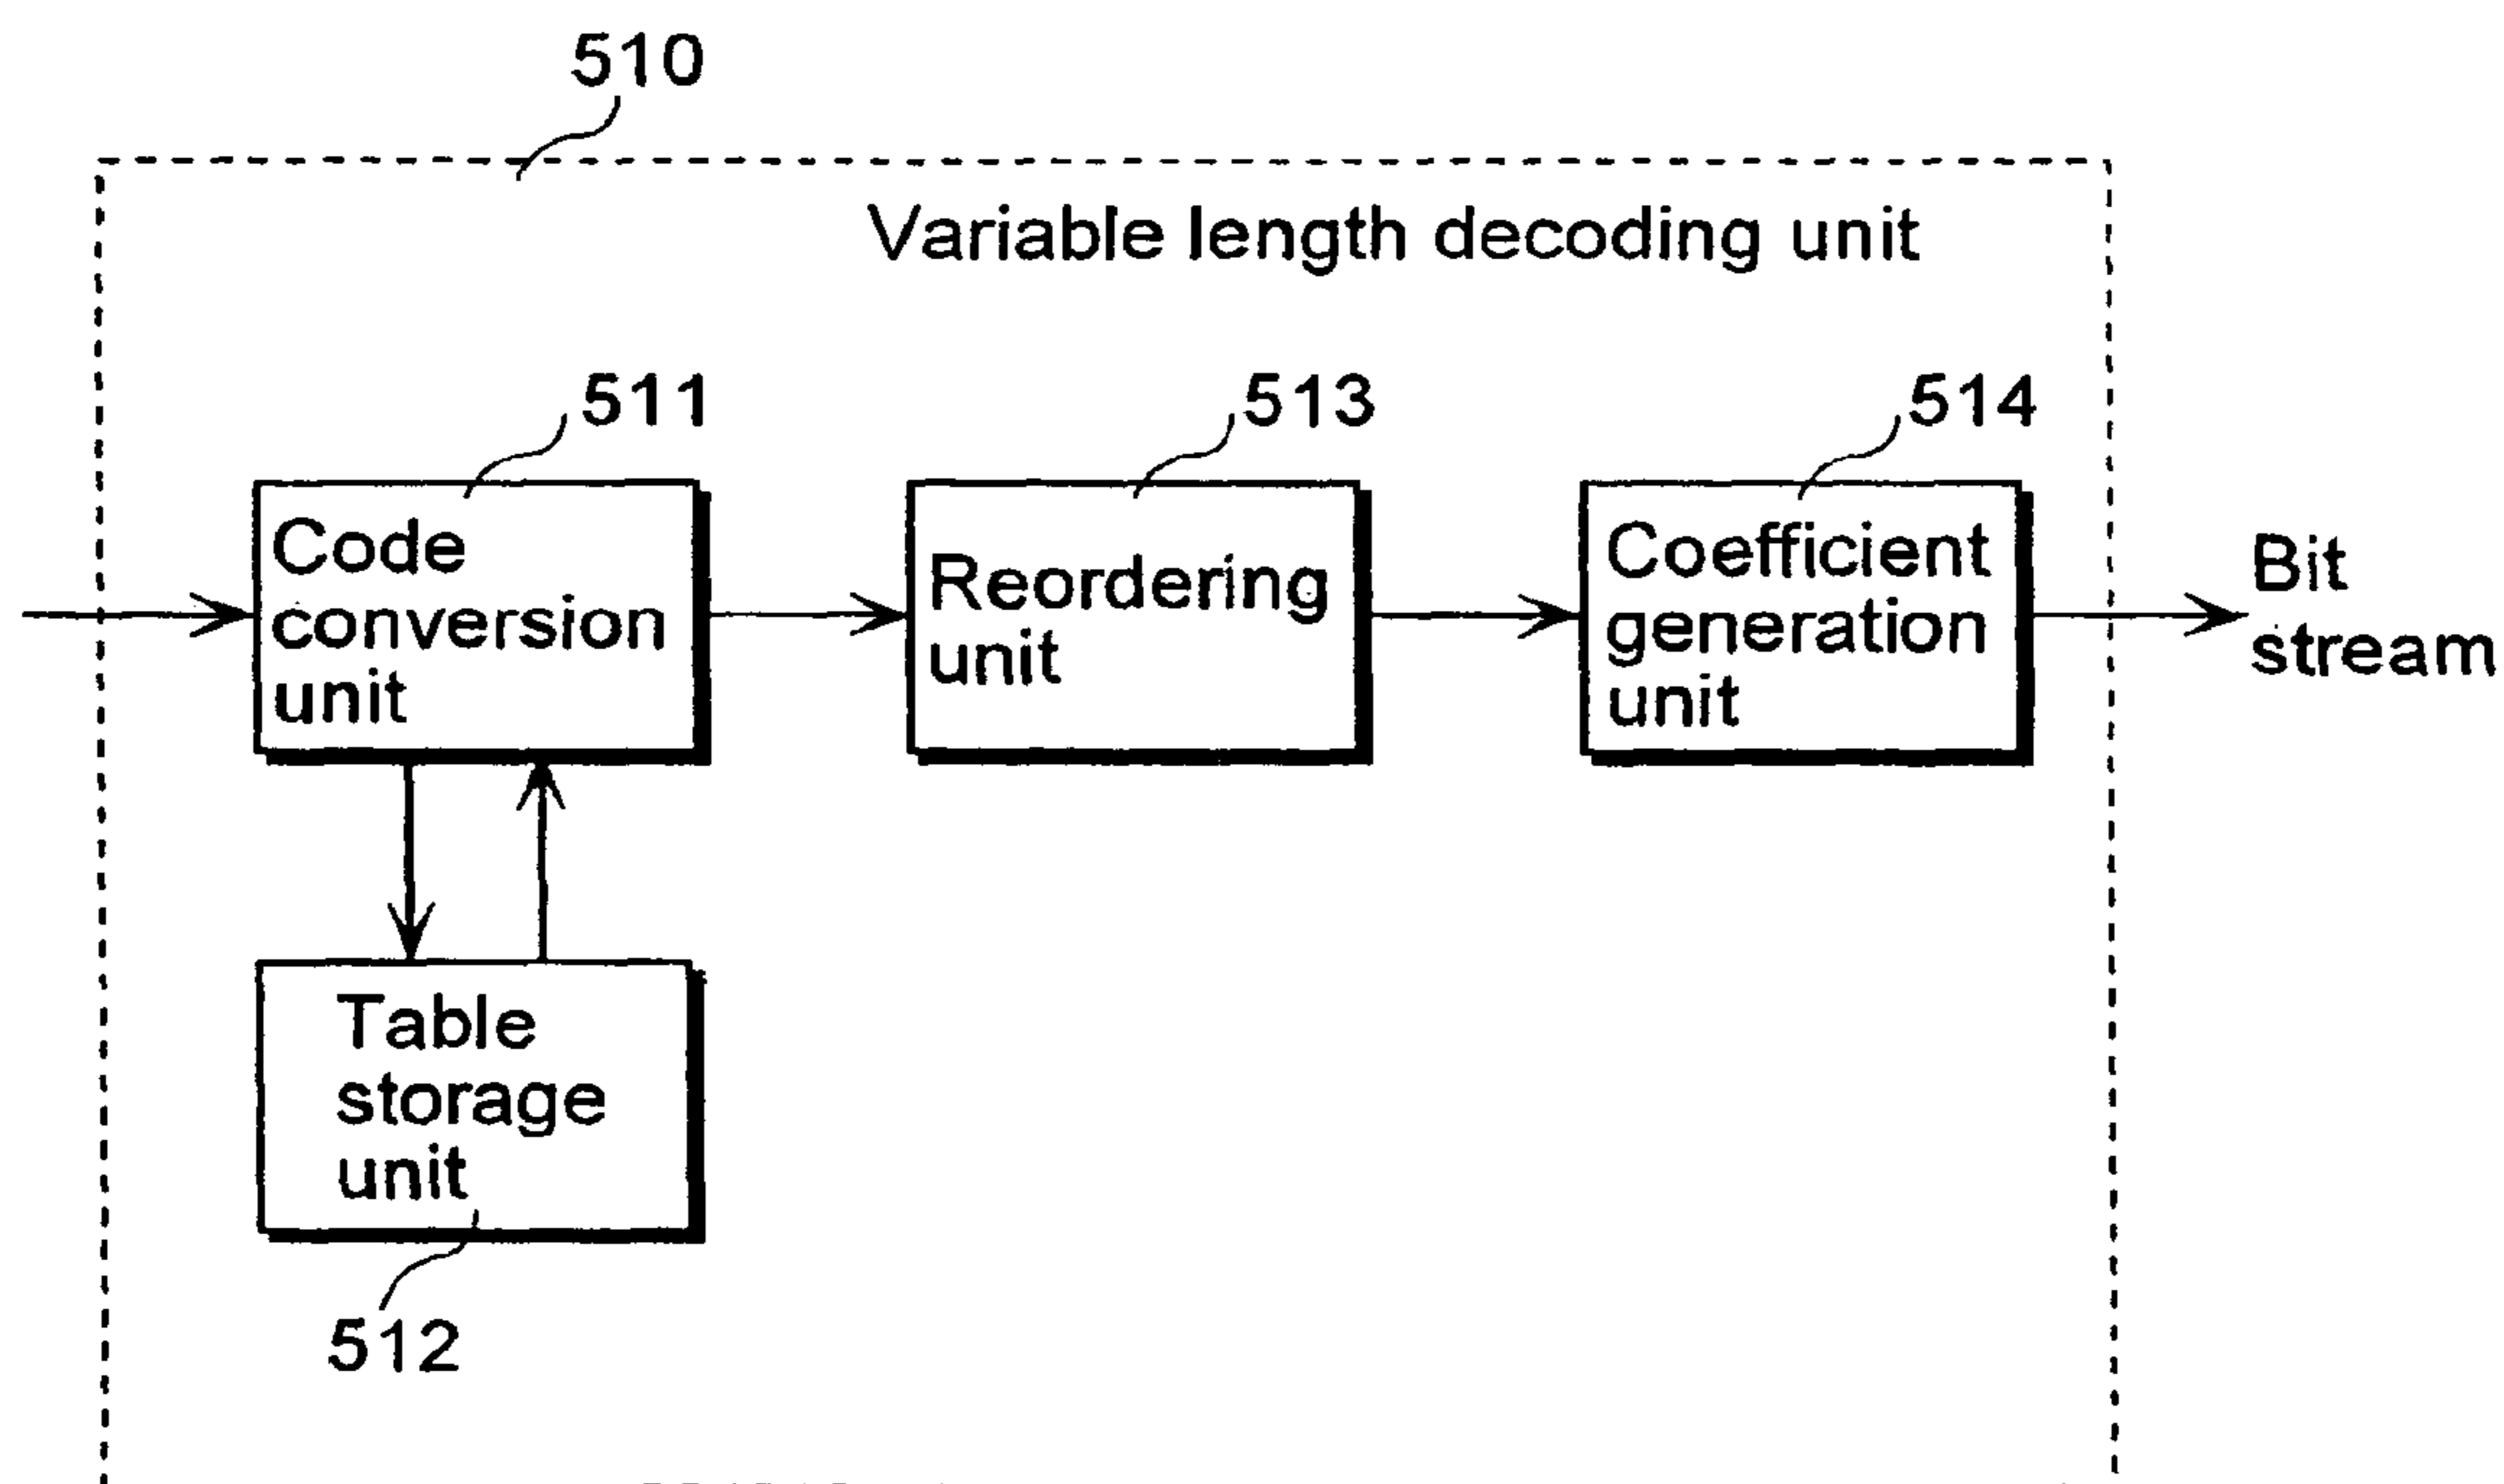 510
Variable length decoding unit
511
513
514
Code
conversion
unit
Reordering
unit
Coefficient
generation
unit
Bit
stream
Table
storage
unit
512